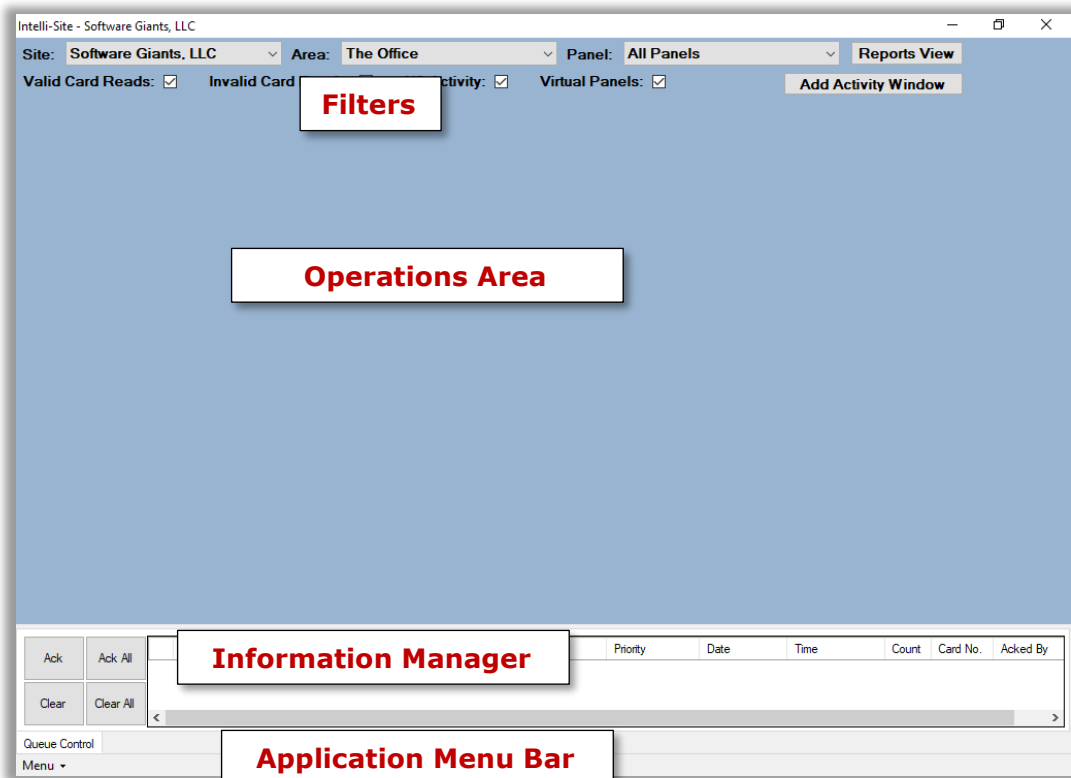 Intelli-Site - Software Giants, LLC
Site: Software Giants, LLC Area: The Office Panel: All Panels Reports View
Valid Card Reads: Invalid Card ctivity: Virtual Panels: Add Activity Window
Filters
Operations Area
Ack Ack All Priority Date Time Count Card No. Acked By
Information Manager
Clear Clear All
Queue Control
Application Menu Bar
Menu